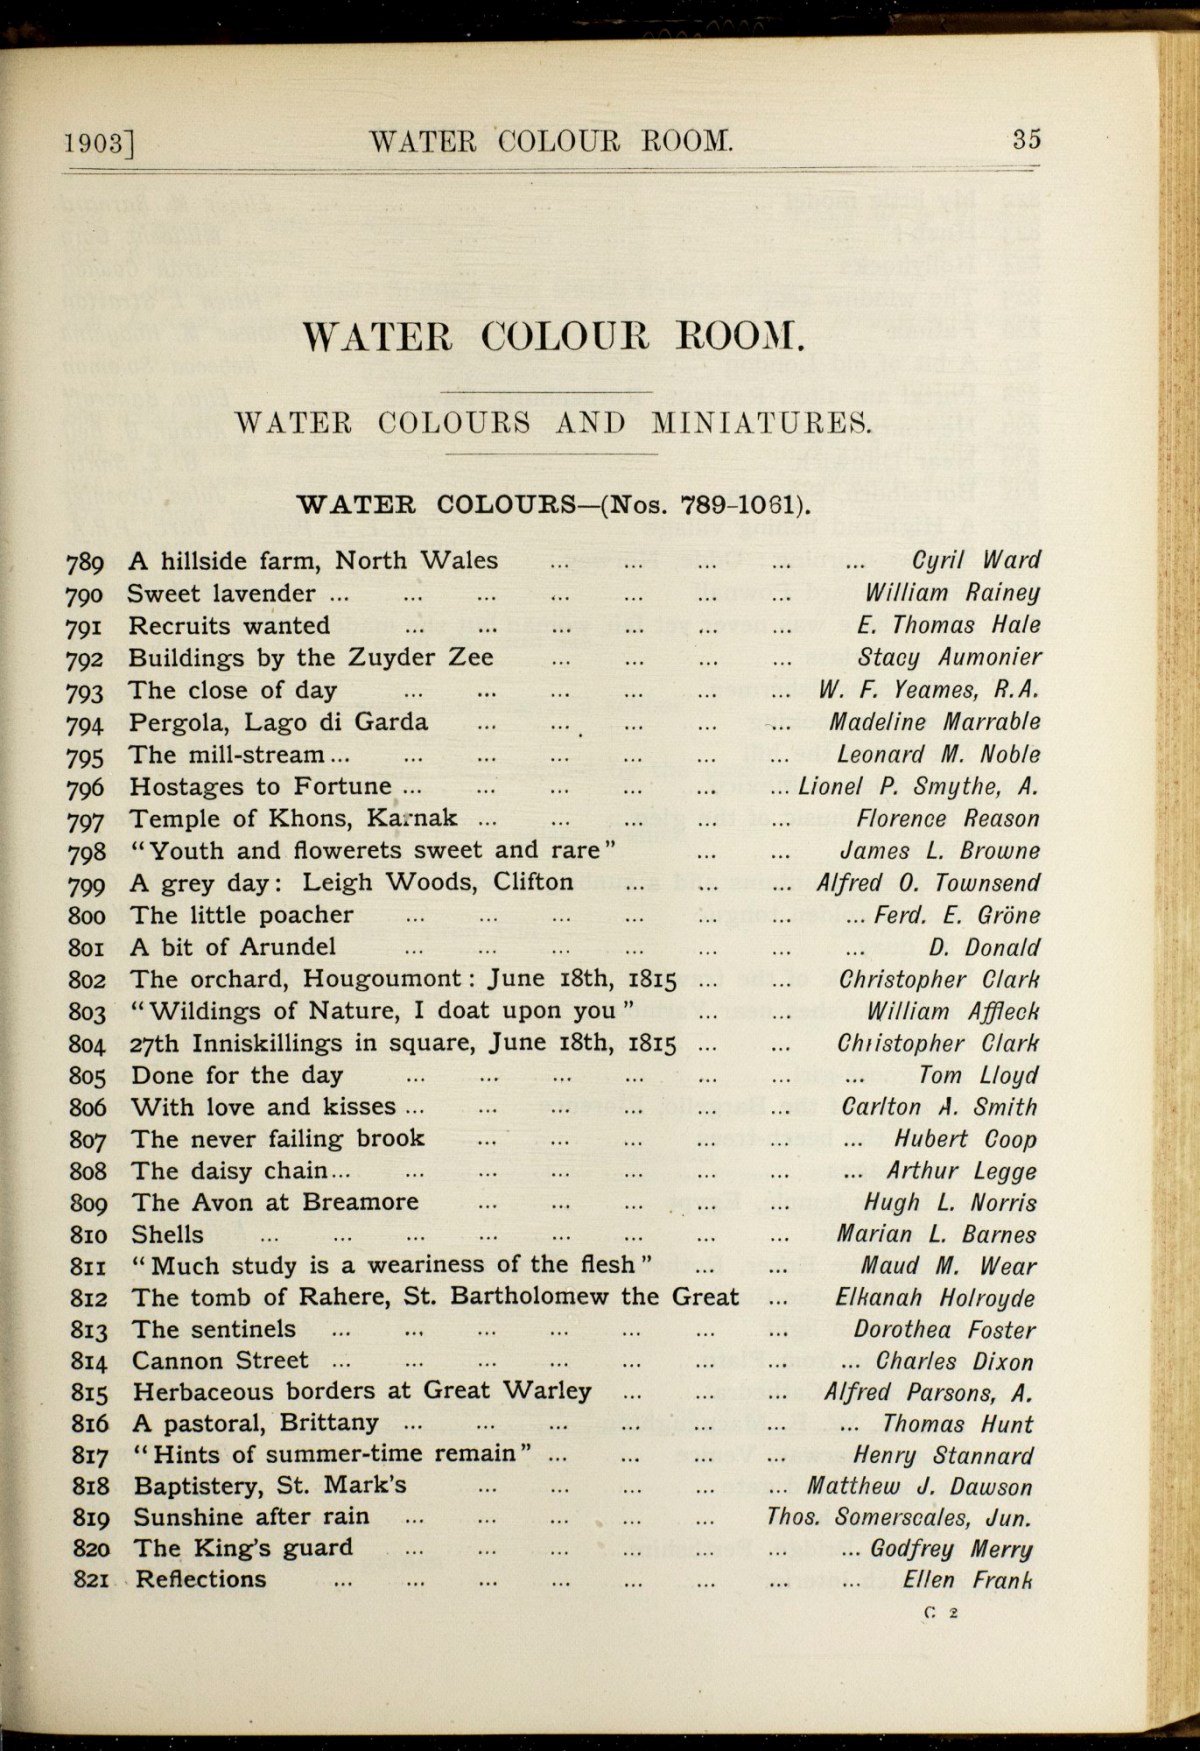 1903] WATER COLOUR ROOM. 35
WATER COLOUR ROOM.
WATER COLOURS AND MINIATURES.
WATER COLOURS—(Nos. 789-1061).
789 A hillside farm, North Wales ... ... ... ... ... Cyril Ward
790 Sweet lavender ... ... ... ... ... ... ... William Rainey
791 Recruits wanted ... ... ... ... ... ... E. Thomas Hale
792 Buildings by the Zuyder Zee ... ... ... ... Stacy Aumonier
793 The close of day ... ... ... ... ... ... W. F. Yeames, R.A.
794 Pergola, Lago di Garda ... ... ... ... ... Madeline Marrable
795 The mill-stream ... ... ... ... ... ... ... Leonard M. Noble
796 Hostages to Fortune ... ... ... ... ... ... Lionel P. Smythe, A.
797 Temple of Khons, Karnak ... ... ... ... ... Florence Reason
798 "Youth and flowerets sweet and rare" ... ... James L. Browne
799 A grey day: Leigh Woods, Clifton ... ... ... Alfred O. Townsend
800 The little poacher ... ... ... ... ... ... ... Ferd. E. Gröne
801 A bit of Arundel ... ... ... ... ... ... ... D. Donald
802 The orchard, Hougoumont: June 18th, 1815 ... ... Christopher Clark
803 "Wildings of Nature, I doat upon you" ... ... William Affleck
804 27th Inniskillings in square, June 18th, 1815 ... ... Christopher Clark
805 Done for the day ... ... ... ... ... ... ... Tom Lloyd
806 With love and kisses ... ... ... ... ... ... Carlton A. Smith
807 The never failing brook ... ... ... ... ... ... Hubert Coop
808 The daisy chain ... ... ... ... ... ... ... ... Arthur Legge
809 The Avon at Breamore ... ... ... ... ... Hugh L. Norris
810 Shells ... ... ... ... ... ... ... ... Marian L. Barnes
811 "Much study is a weariness of the flesh" ... ... Maud M. Wear
812 The tomb of Rahere, St. Bartholomew the Great ... Elkanah Holroyde
813 The sentinels ... ... ... ... ... ... ... Dorothea Foster
814 Cannon Street ... ... ... ... ... ... ... ... Charles Dixon
815 Herbaceous borders at Great Warley ... ... ... Alfred Parsons, A.
816 A pastoral, Brittany ... ... ... ... ... ... ... Thomas Hunt
817 "Hints of summer-time remain" ... ... ... ... Henry Stannard
818 Baptistery, St. Mark's ... ... ... ... ... Matthew J. Dawson
819 Sunshine after rain ... ... ... ... ... Thos. Somerscales, Jun.
820 The King's guard ... ... ... ... ... ... ... Godfrey Merry
821 Reflections ... ... ... ... ... ... ... ... Ellen Frank
C 2